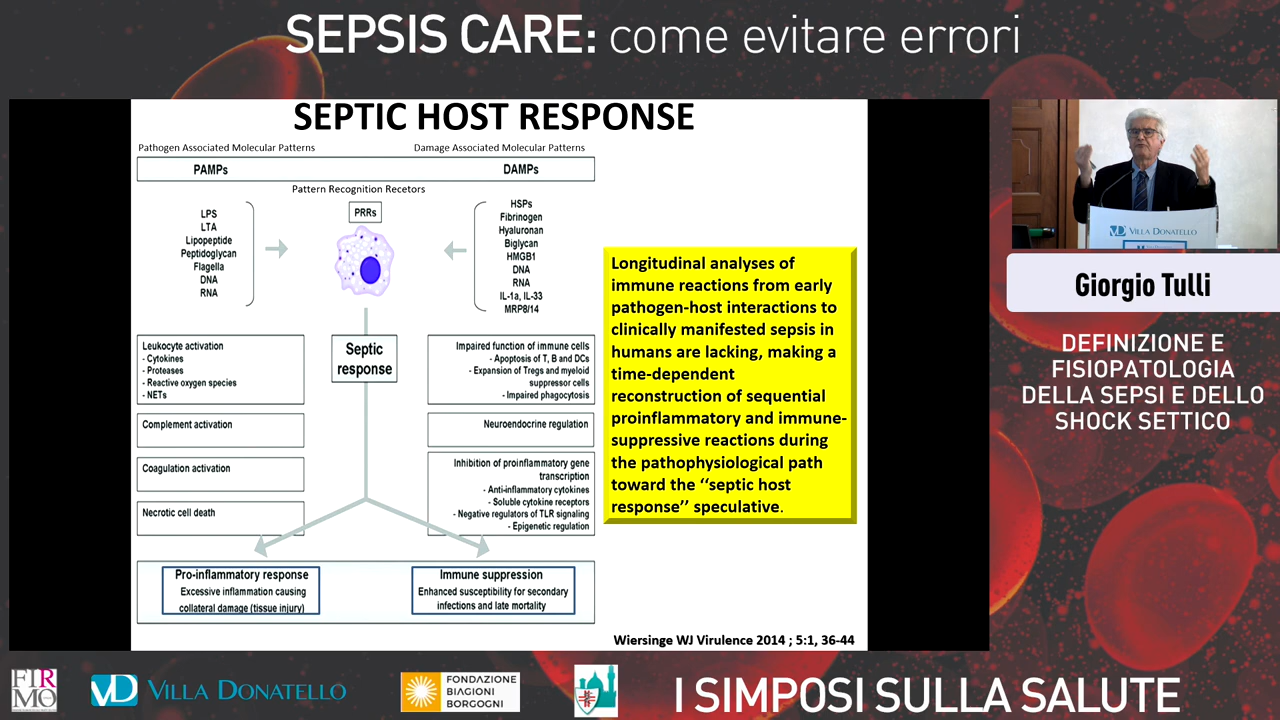 SEPSIS CARE: come evitare errori
SEPTIC HOST RESPONSE
Pathogen Associated Molecular Patterns
Damage Associated Molecular Patterns
PAMPs
DAMPs
Pattern Recognition Recetors
LPS
LTA
Lipopeptide
Peptidoglycan
Flagella
DNA
RNA
PRRs
HSPs
Fibrinogen
Hyaluronan
Biglycan
HMGB1
DNA
RNA
IL-1a, IL-33
MRP8/14
Septic
response
Leukocyte activation
- Cytokines
- Proteases
- Reactive oxygen species
- NETs
Complement activation
Coagulation activation
Necrotic cell death
Impaired function of immune cells
- Apoptosis of T, B and DCs
- Expansion of Tregs and myeloid
suppressor cells
- Impaired phagocytosis
Neuroendocrine regulation
Inhibition of proinflammatory gene
transcription
- Anti-inflammatory cytokines
- Soluble cytokine receptors
- Negative regulators of TLR signaling
- Epigenetic regulation
Pro-inflammatory response
Excessive inflammation causing
collateral damage (tissue injury)
Immune suppression
Enhanced susceptibility for secondary
infections and late mortality
Longitudinal analyses of
immune reactions from early
pathogen-host interactions to
clinically manifested sepsis in
humans are lacking, making a
time-dependent
reconstruction of sequential
proinflammatory and immune-
suppressive reactions during
the pathophysiological path
toward the ‘‘septic host
response’’ speculative.
Wiersinge WJ Virulence 2014 ; 5:1, 36-44
VD VILLA DONATELLO
Giorgio Tulli
DEFINIZIONE E
FISIOPATOLOGIA
DELLA SEPSI E DELLO
SHOCK SETTICO
FIR
MO
VD VILLA DONATELLO
FONDAZIONE
BIAGIONI
BORGOGNI
I SIMPOSI SULLA SALUTE